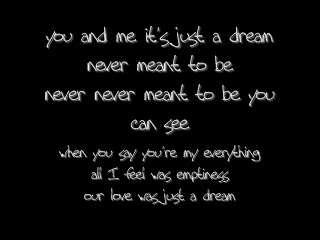 you and me it's just a dream
never meant to be
never never meant to be you
can see
when you say you're my everything
all I feel was emptiness
our love was just a dream